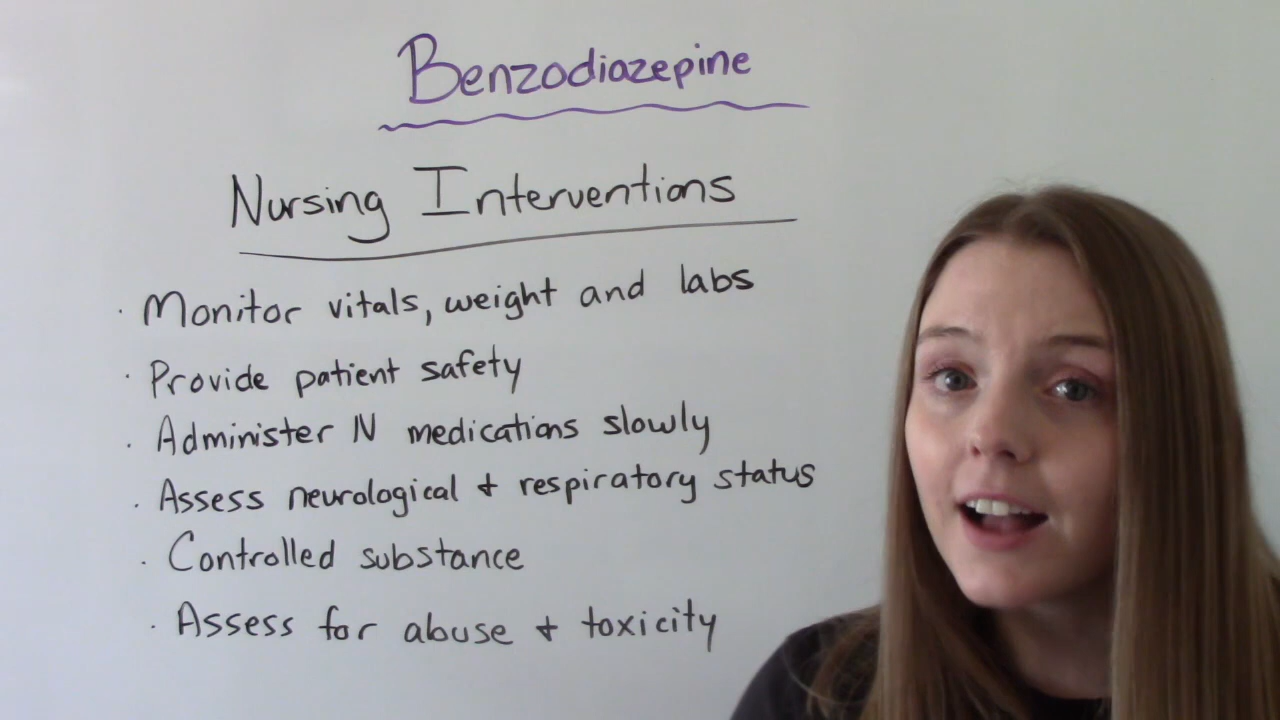 Benzodiazepine
Nursing Interventions
· Monitor vitals, weight and labs
· Provide patient safety
· Administer IV medications slowly
· Assess neurological + respiratory status
· Controlled substance
· Assess for abuse + toxicity